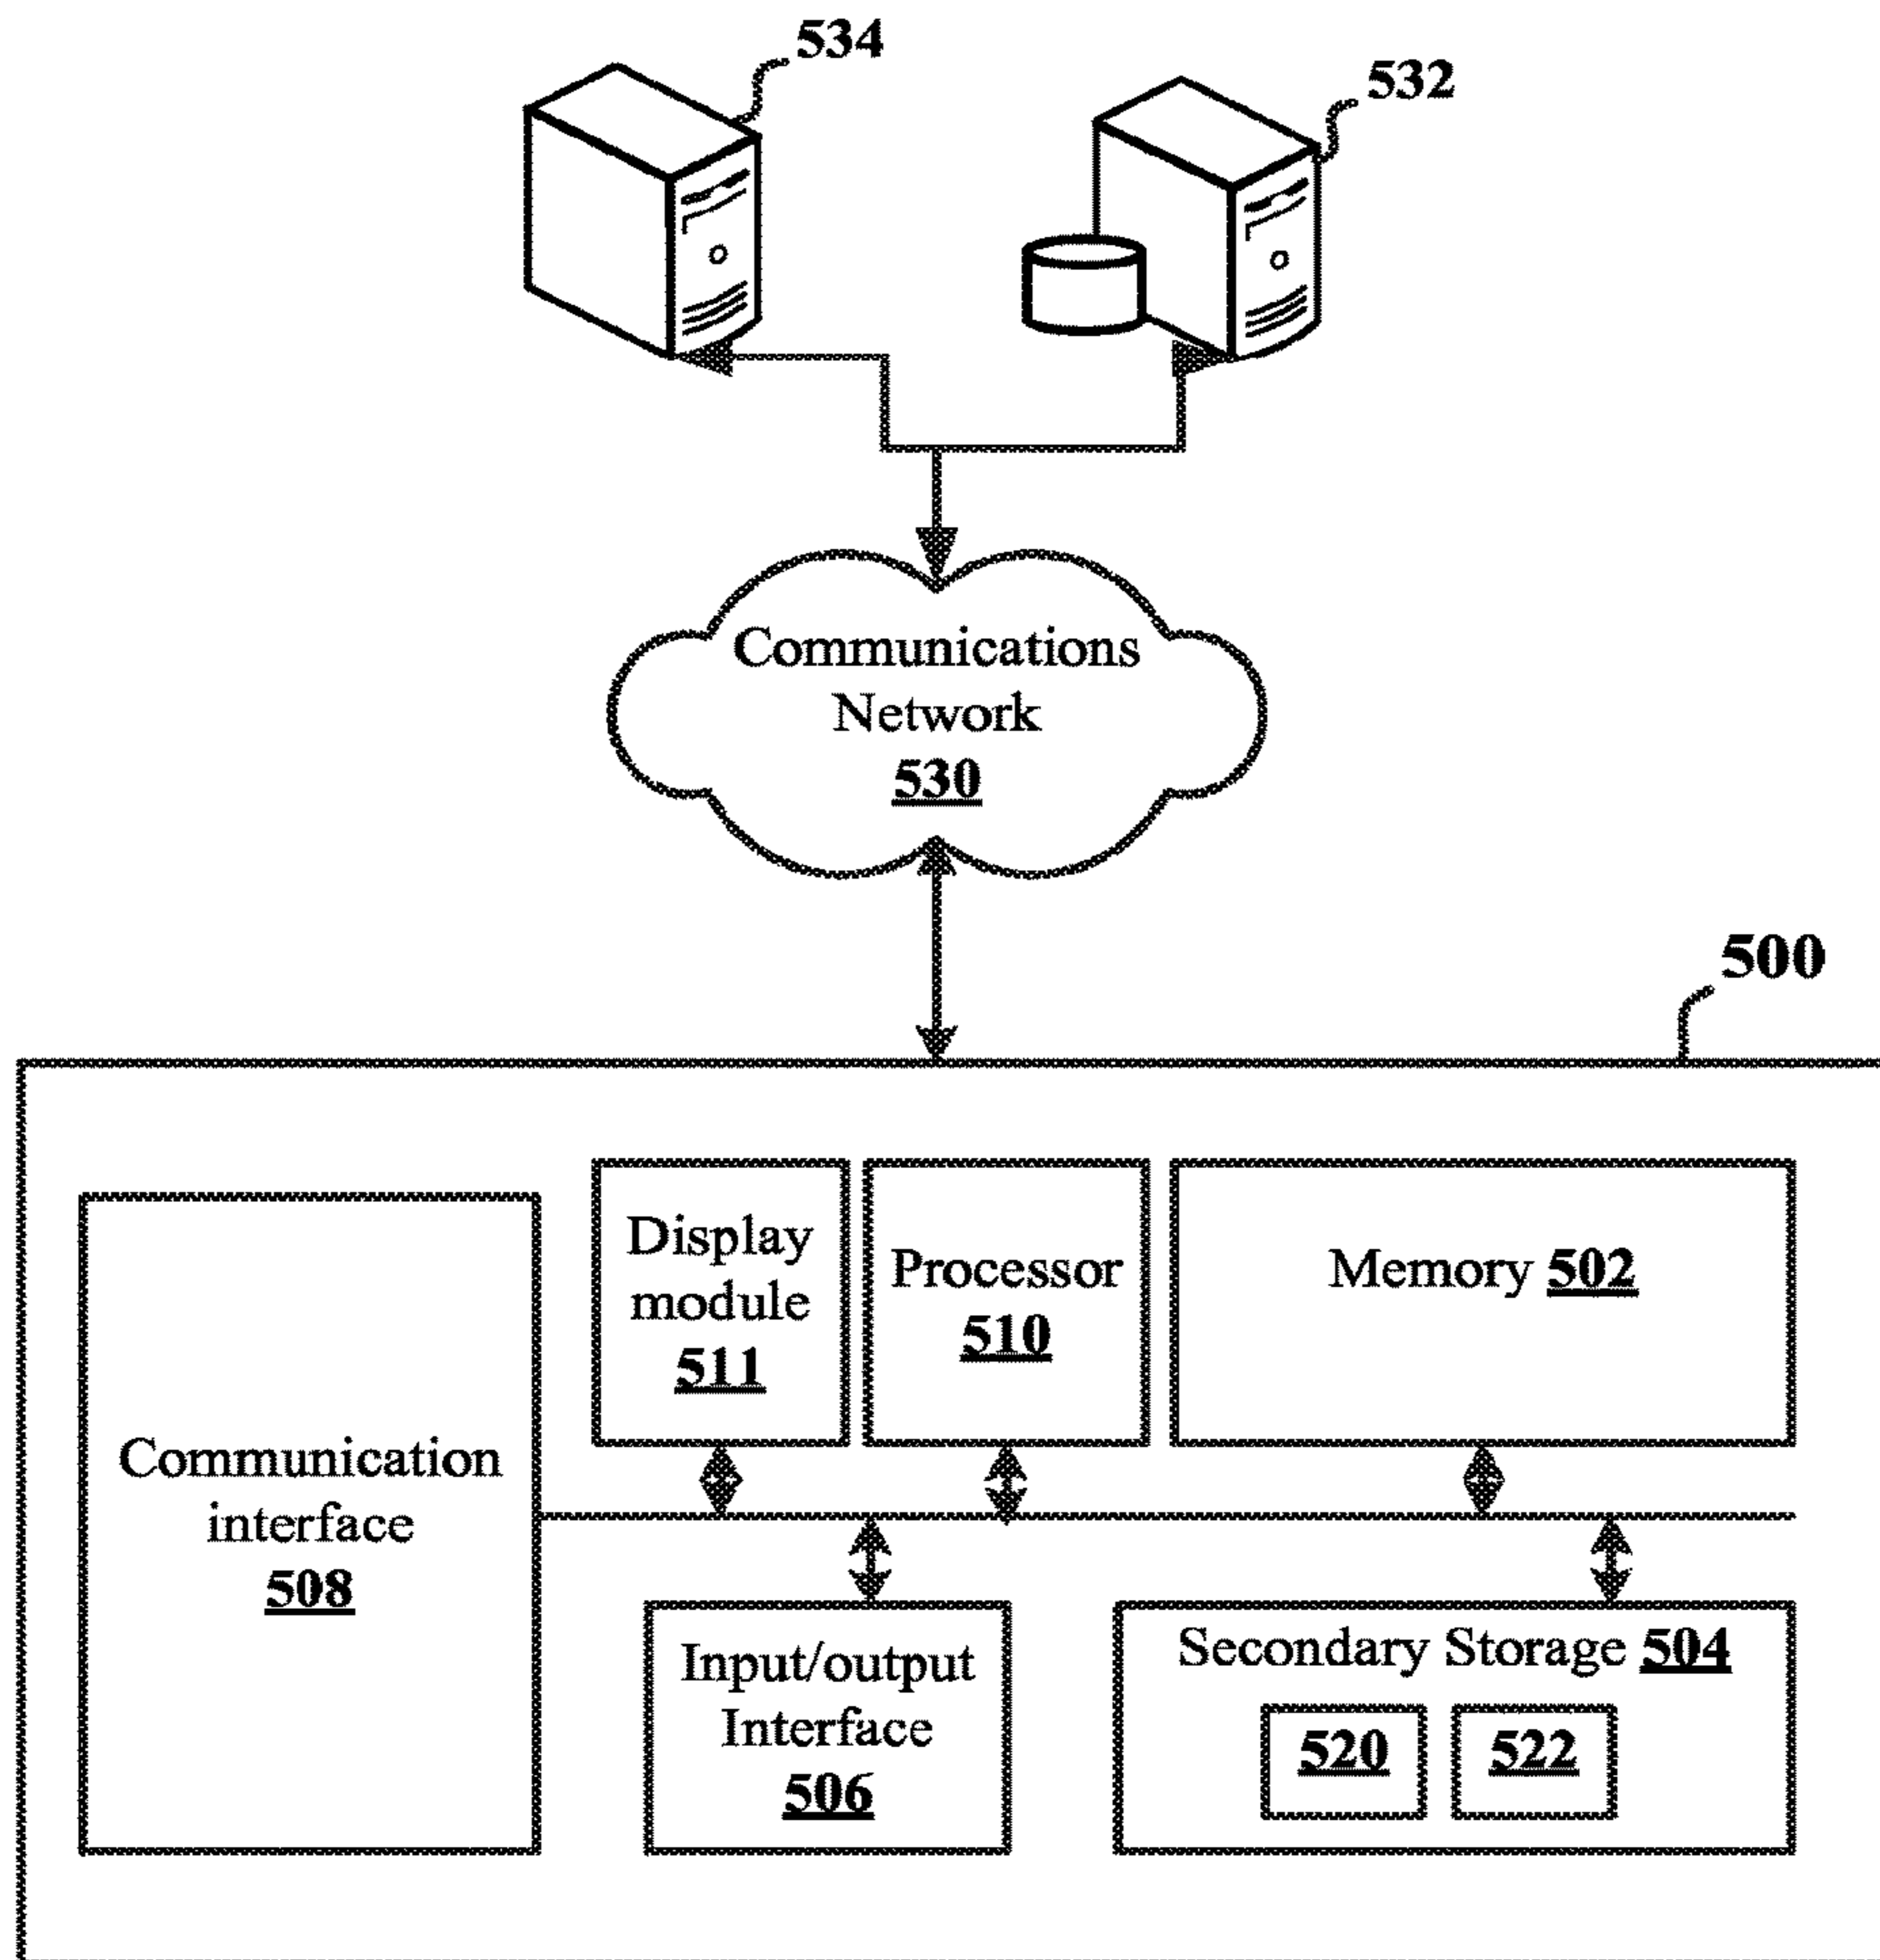 534
532
Communications
Network
530
500
Display
module
511
Processor
510
Memory 502
Communication
interface
508
Input/output
Interface
506
Secondary Storage 504
520
522